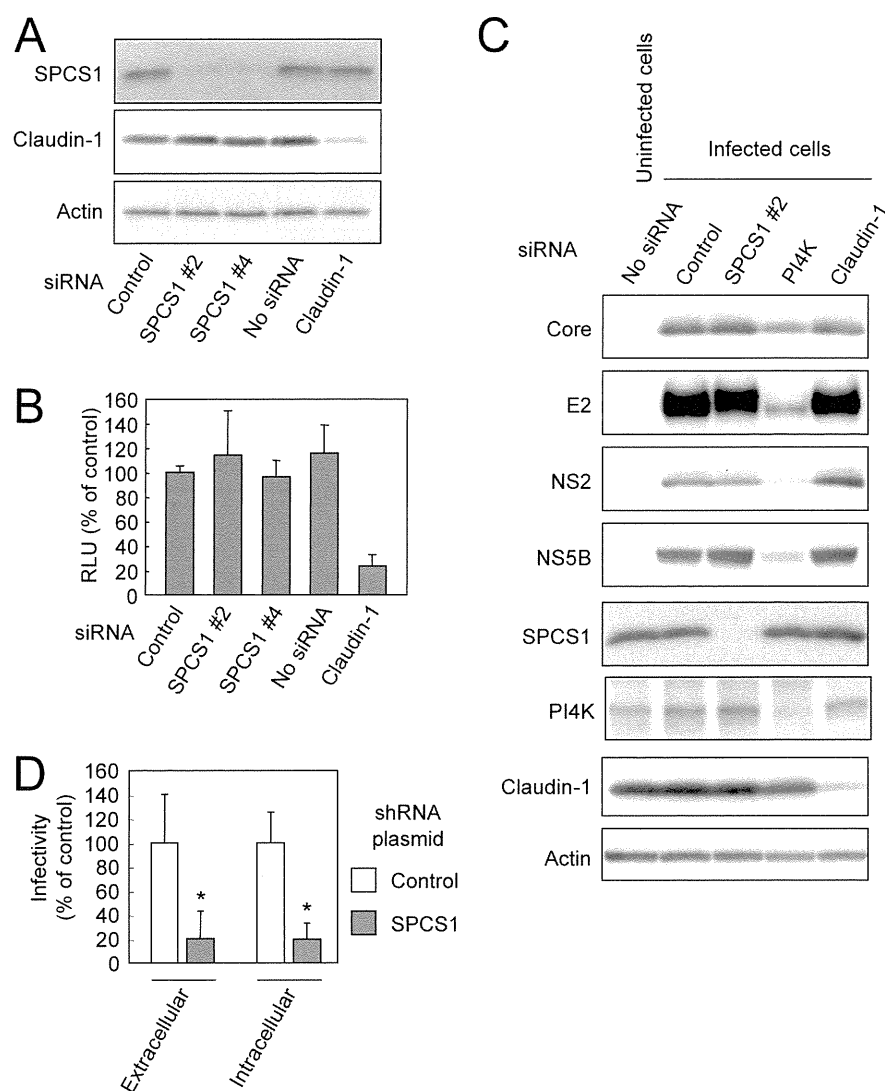 A
SPCS1
Claudin-1
Actin
siRNA
Control
SPCS1 #2
SPCS1 #4
No siRNA
Claudin-1
B
RLU (% of control)
160
140
120
100
80
60
40
20
0
siRNA
Control
SPCS1 #2
SPCS1 #4
No siRNA
Claudin-1
C
Uninfected cells
Infected cells
siRNA
No siRNA
Control
SPCS1 #2
PI4K
Claudin-1
Core
E2
NS2
NS5B
SPCS1
PI4K
Claudin-1
Actin
D
Infectivity
(% of control)
160
140
120
100
80
60
40
20
0
*
*
Extracellular
Intracellular
shRNA
plasmid
Control
SPCS1